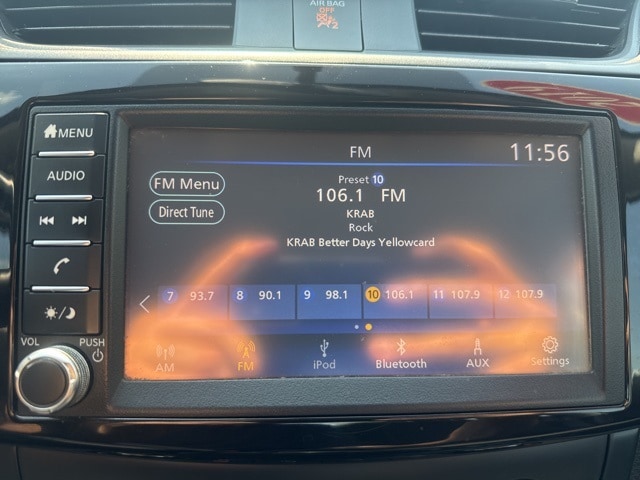 AIR BAG
OFF
2
MENU
AUDIO
VOL
PUSH
FM
11:56
FM Menu
Direct Tune
Preset 10
106.1 FM
KRAB
Rock
KRAB Better Days Yellowcard
7 93.7 8 90.1 9 98.1 10 106.1 11 107.9 12 107.9
AM FM iPod Bluetooth AUX Settings